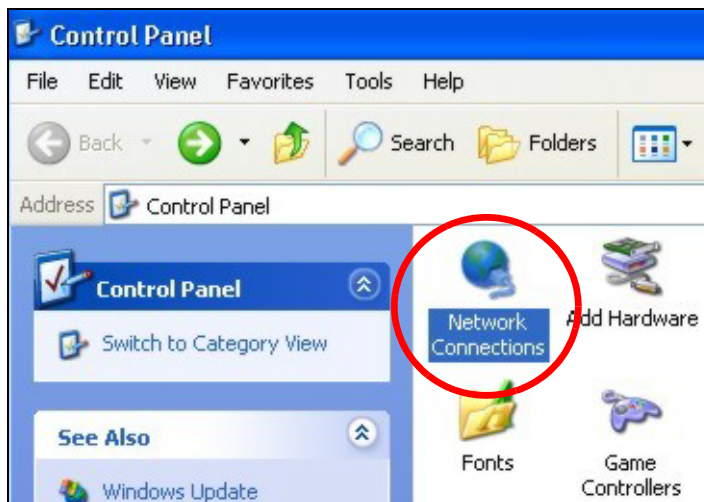 Control Panel
File Edit View Favorites Tools Help
Back Search Folders
Address Control Panel
Control Panel
Switch to Category View
See Also
Windows Update
Network
Connections
Add Hardware
Fonts
Game
Controllers